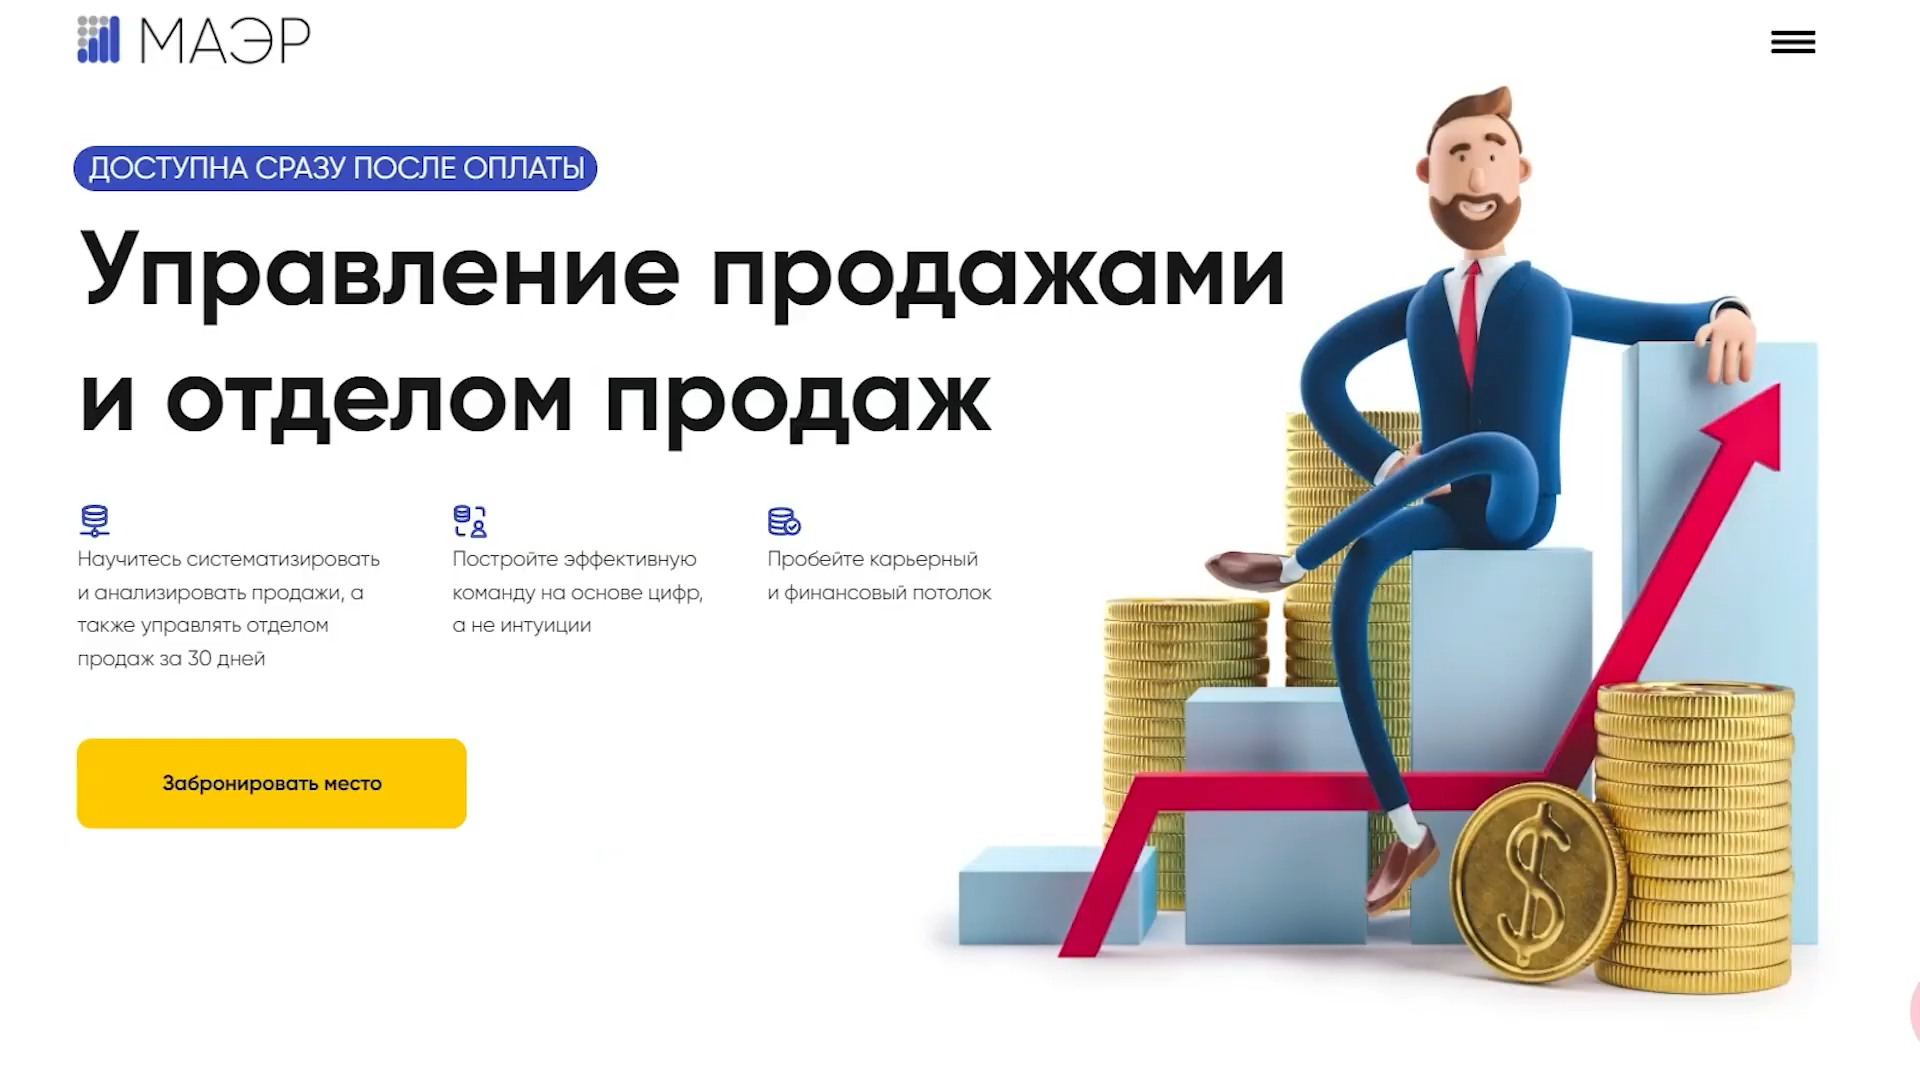 МАЭР
ДОСТУПНА СРАЗУ ПОСЛЕ ОПЛАТЫ
Управление продажами
и отделом продаж
Научитесь систематизировать
и анализировать продажи, а
также управлять отделом
продаж за 30 дней
Постройте эффективную
команду на основе цифр,
а не интуиции
Пробейте карьерный
и финансовый потолок
Забронировать место
$